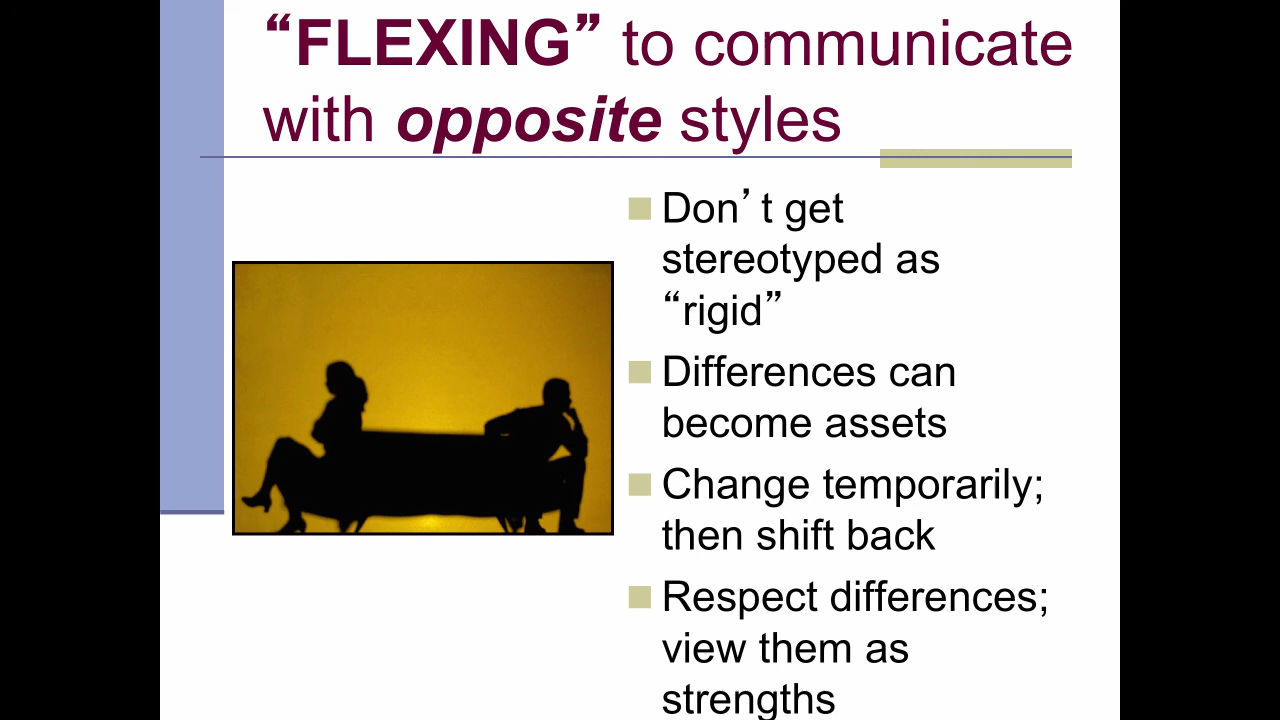 “FLEXING” to communicate
with opposite styles
Don’t get
stereotyped as
“rigid”
Differences can
become assets
Change temporarily;
then shift back
Respect differences;
view them as
strengths